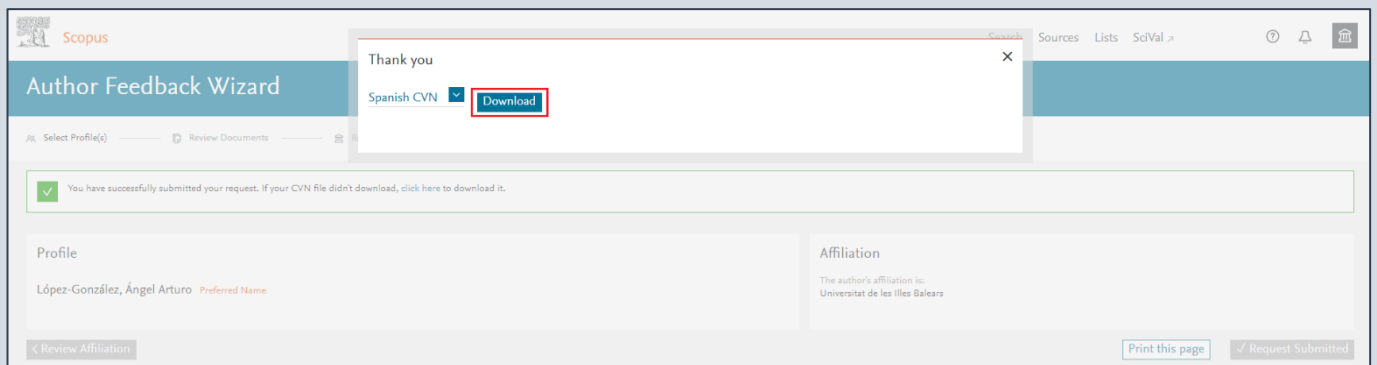 Scopus
Search Sources Lists SciVal
Thank you
Author Feedback Wizard
Spanish CVN Download
Select Profile(s) Review Documents
You have successfully submitted your request. If your CVN file didn't download, click here to download it.
Profile
López-González, Ángel Arturo Preferred Name
Affiliation
The author's affiliation is:
Universitat de les Illes Balears
< Review Affiliation
Print this page
✓ Request Submitted